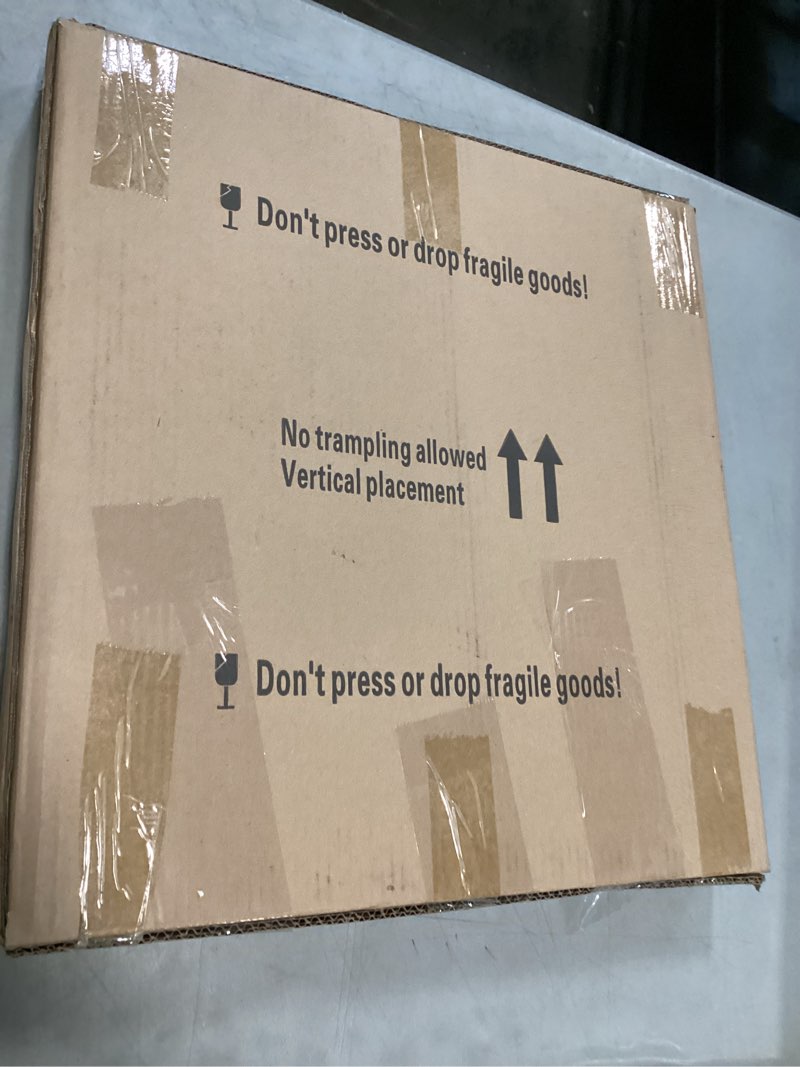 Don't press or drop fragile goods!
No trampling allowed
Vertical placement
Don't press or drop fragile goods!